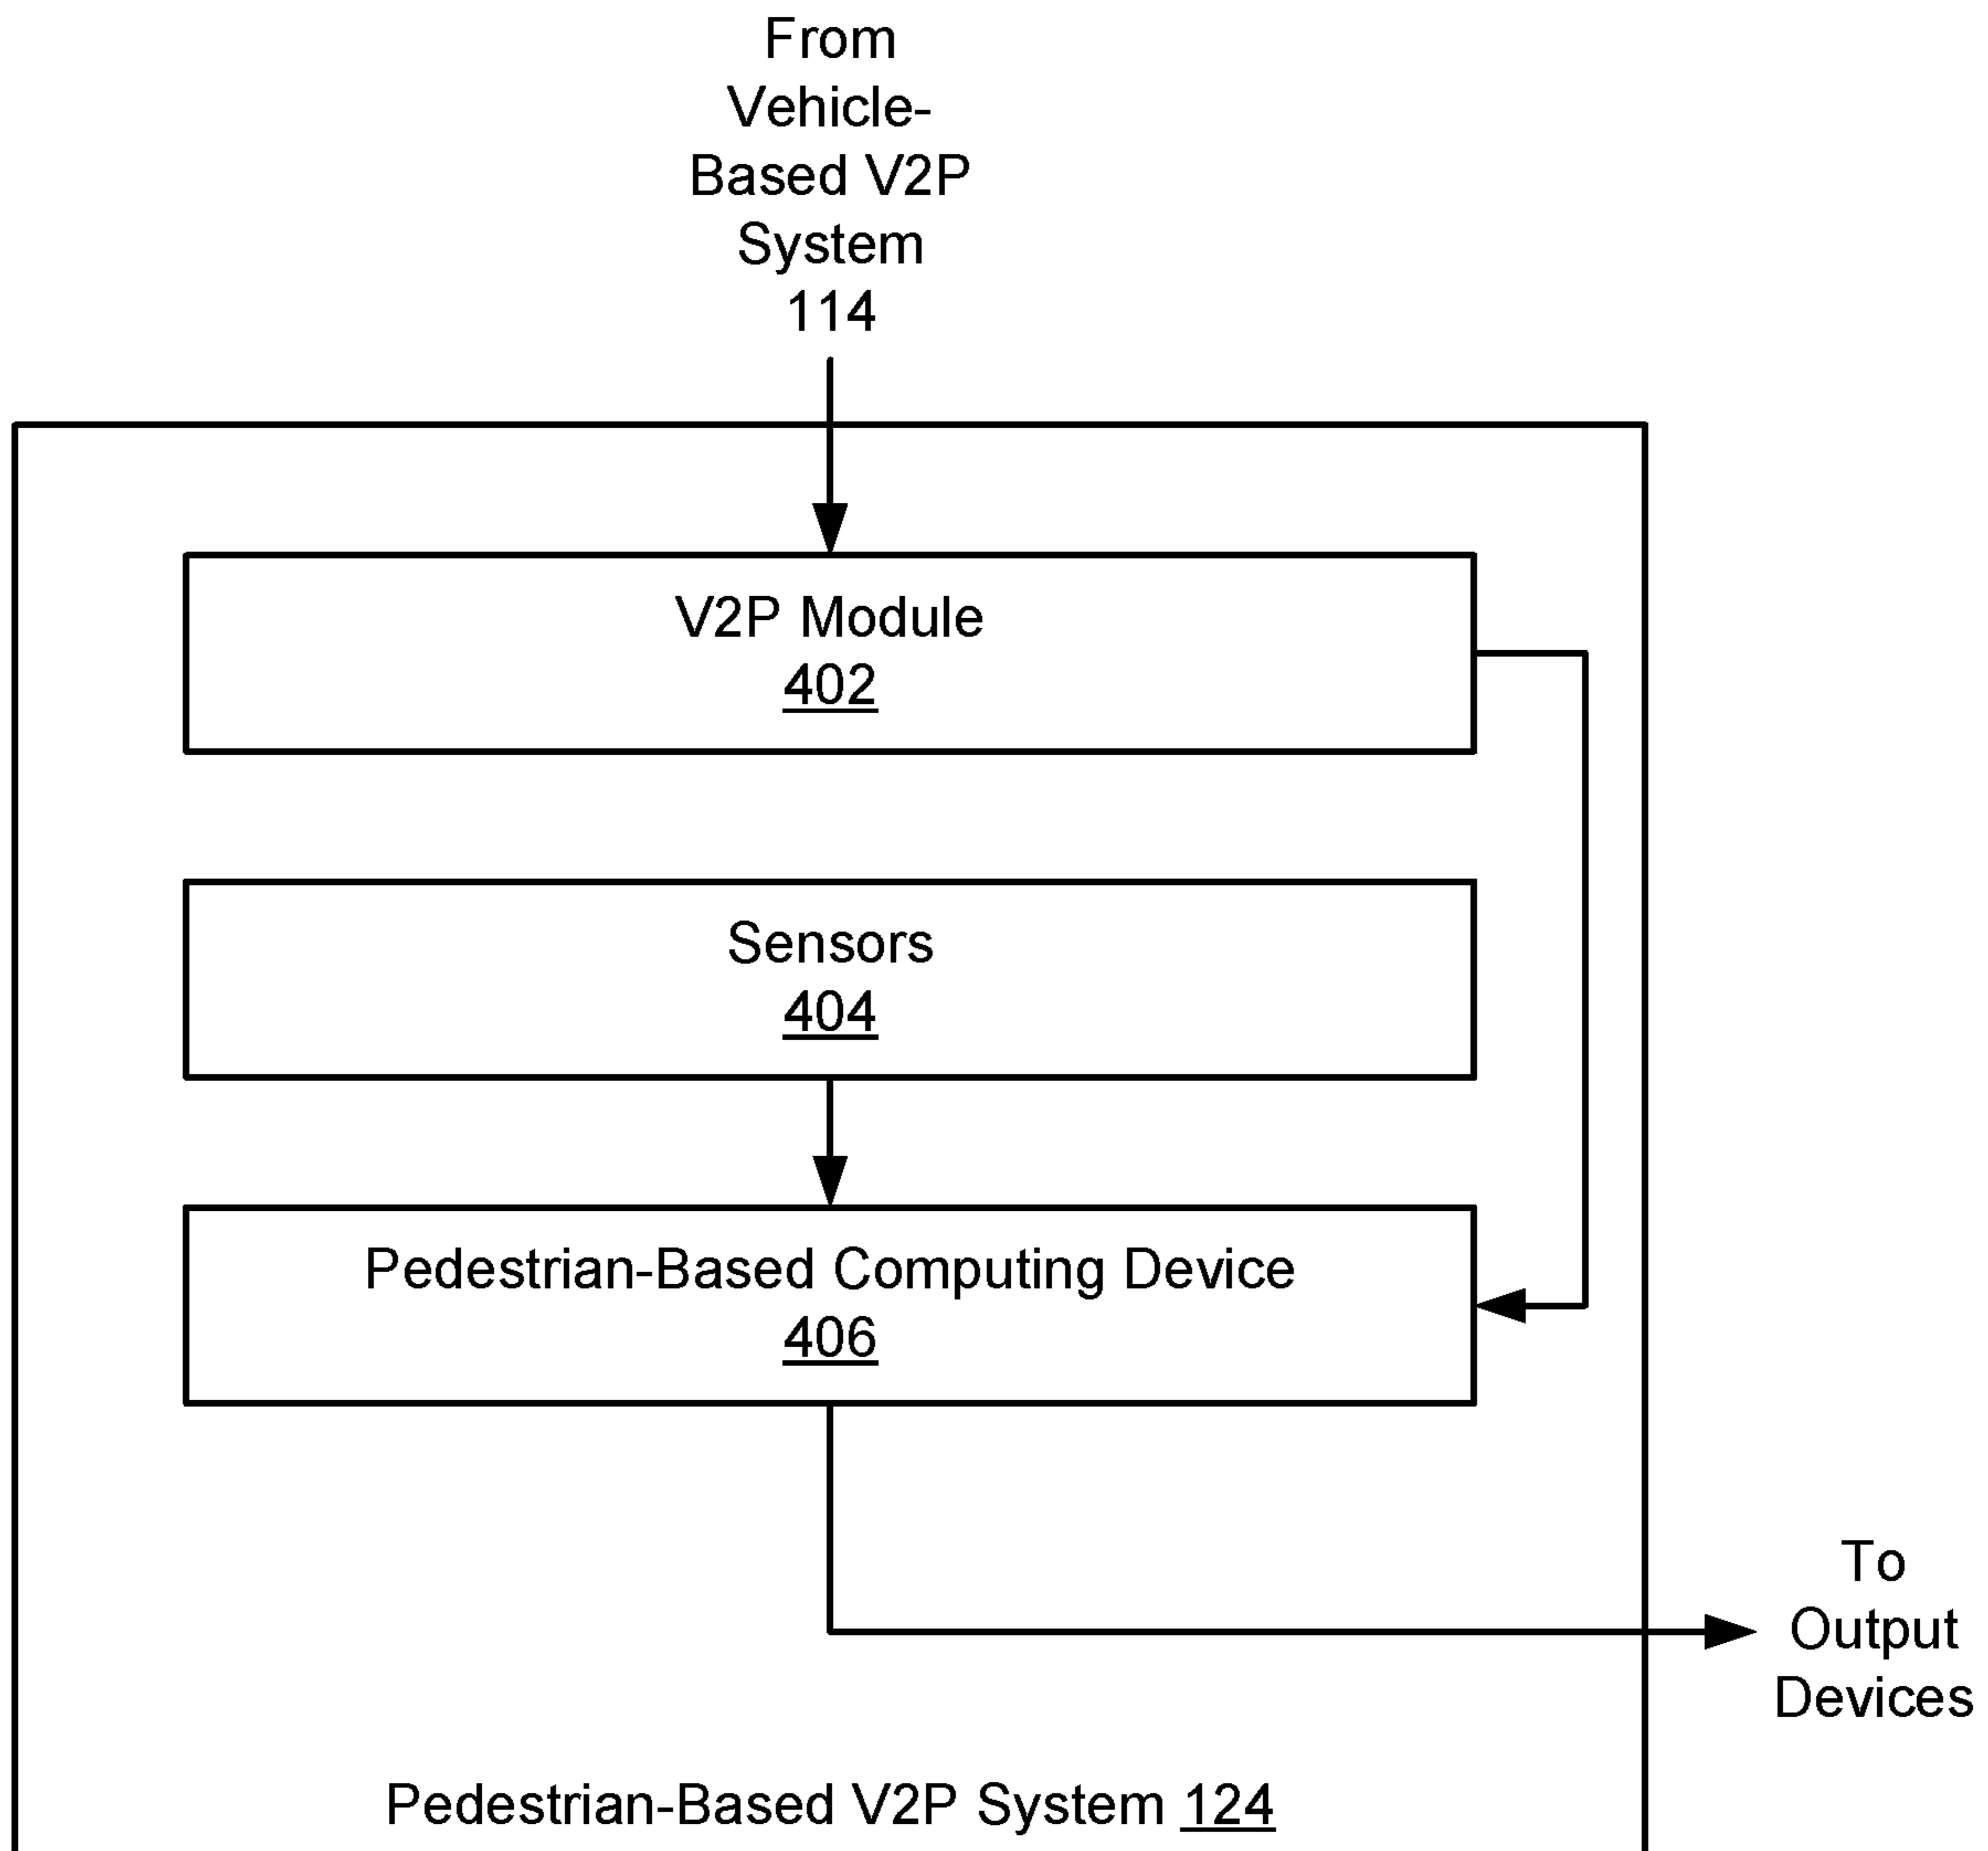 From
Vehicle-
Based V2P
System
114
V2P Module
402
Sensors
404
Pedestrian-Based Computing Device
406
To
Output
Devices
Pedestrian-Based V2P System 124